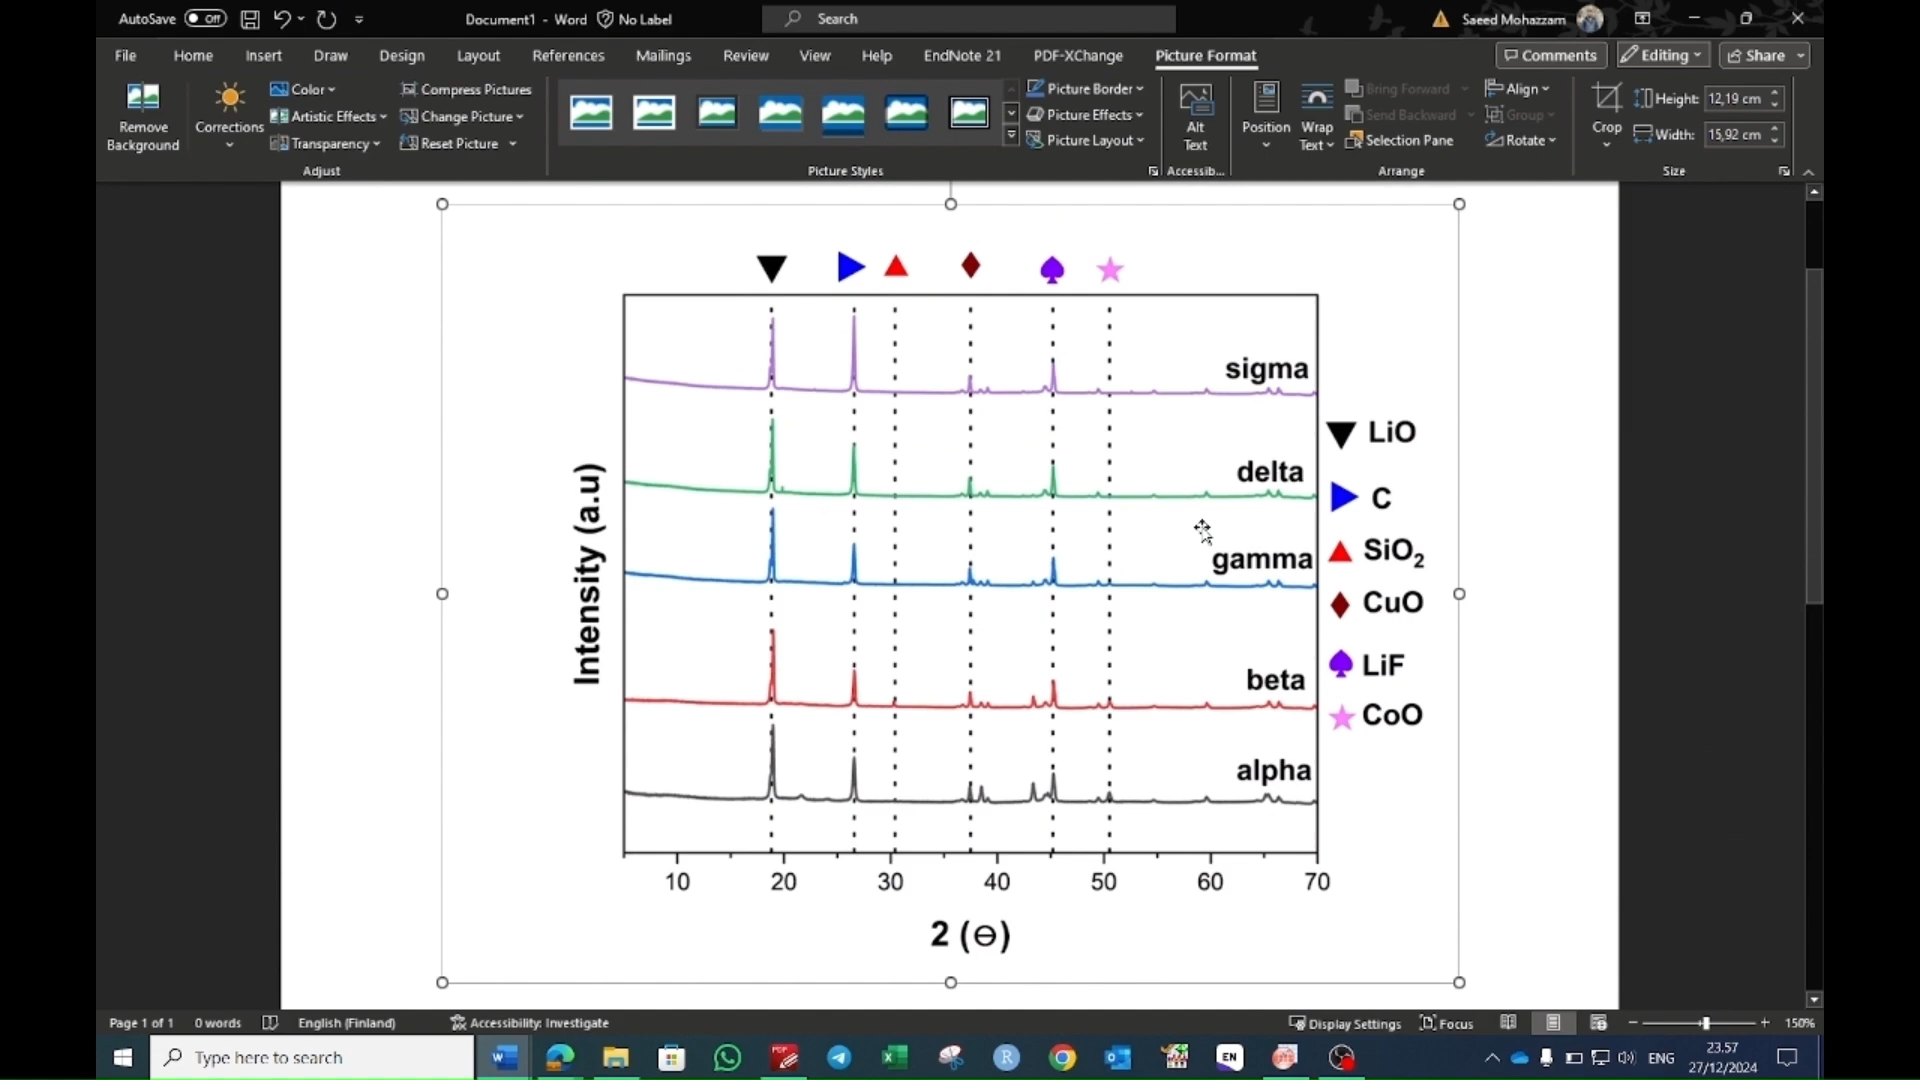 AutoSave Off Document1 - Word No Label Search Saeed Mohazzam
File Home Insert Draw Design Layout References Mailings Review View Help EndNote 21 PDF-XChange Picture Format Comments Editing Share
Remove Background
Corrections
Color
Artistic Effects
Transparency
Compress Pictures
Change Picture
Reset Picture
Adjust
Picture Border
Picture Effects
Picture Layout
Picture Styles
Alt Text
Accessib...
Position
Wrap Text
Bring Forward
Send Backward
Selection Pane
Align
Group
Rotate
Arrange
Crop
Height: 12,19 cm
Width: 15,92 cm
Size
sigma
delta
gamma
beta
alpha
Intensity (a.u)
LiO
C
SiO2
CuO
LiF
CoO
10 20 30 40 50 60 70
2 (Θ)
Page 1 of 1 0 words English (Finland) Accessibility: Investigate Display Settings Focus 150%
Type here to search
EN
ENG
23.57
27/12/2024